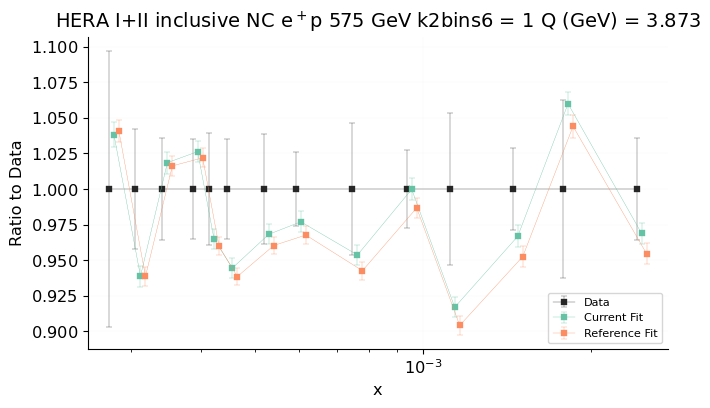 HERA I+II inclusive NC e⁺p 575 GeV k2bins6 = 1 Q (GeV) = 3.873
Ratio to Data
1.100
1.075
1.050
1.025
1.000
0.975
0.950
0.925
0.900
Data
Current Fit
Reference Fit
10⁻³
x